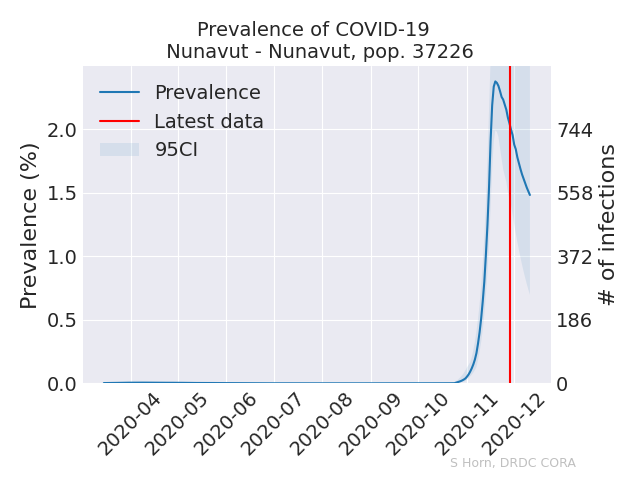 Prevalence of COVID-19
Nunavut - Nunavut, pop. 37226
Prevalence
Latest data
95CI
Prevalence (%)
2.0
1.5
1.0
0.5
0.0
744
558
372
186
0
# of infections
2020-04
2020-05
2020-06
2020-07
2020-08
2020-09
2020-10
2020-11
2020-12
S Horn, DRDC CORA